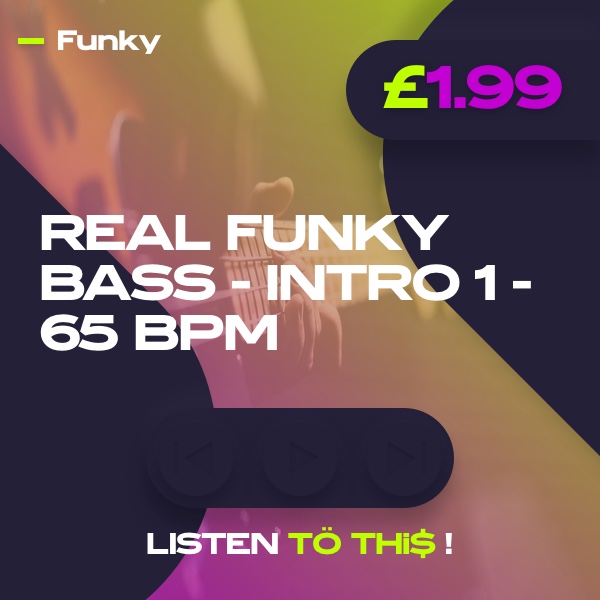 Funky
£1.99
REAL FUNKY
BASS - INTRO 1 -
65 BPM
LISTEN TÖ THi$ !